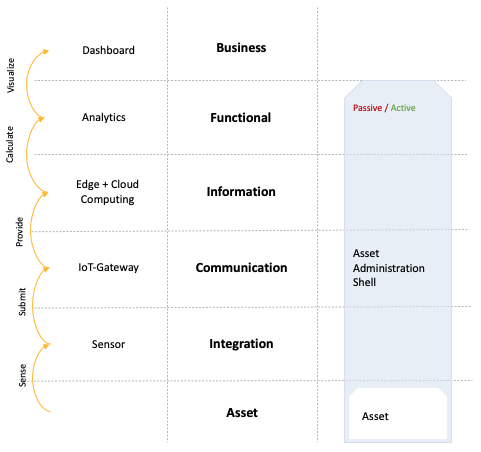 Dashboard
Business
Visualize
Passive / Active
Analytics
Functional
Calculate
Edge + Cloud
Computing
Information
Provide
IoT-Gateway
Communication
Asset
Administration
Shell
Submit
Sensor
Integration
Sense
Asset
Asset